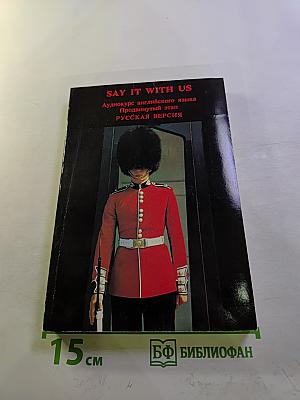 SAY IT WITH US
Аудиокурс английского языка
Продвинутый этап
РУССКАЯ ВЕРСИЯ
15 см
БФ БИБЛИОФАН